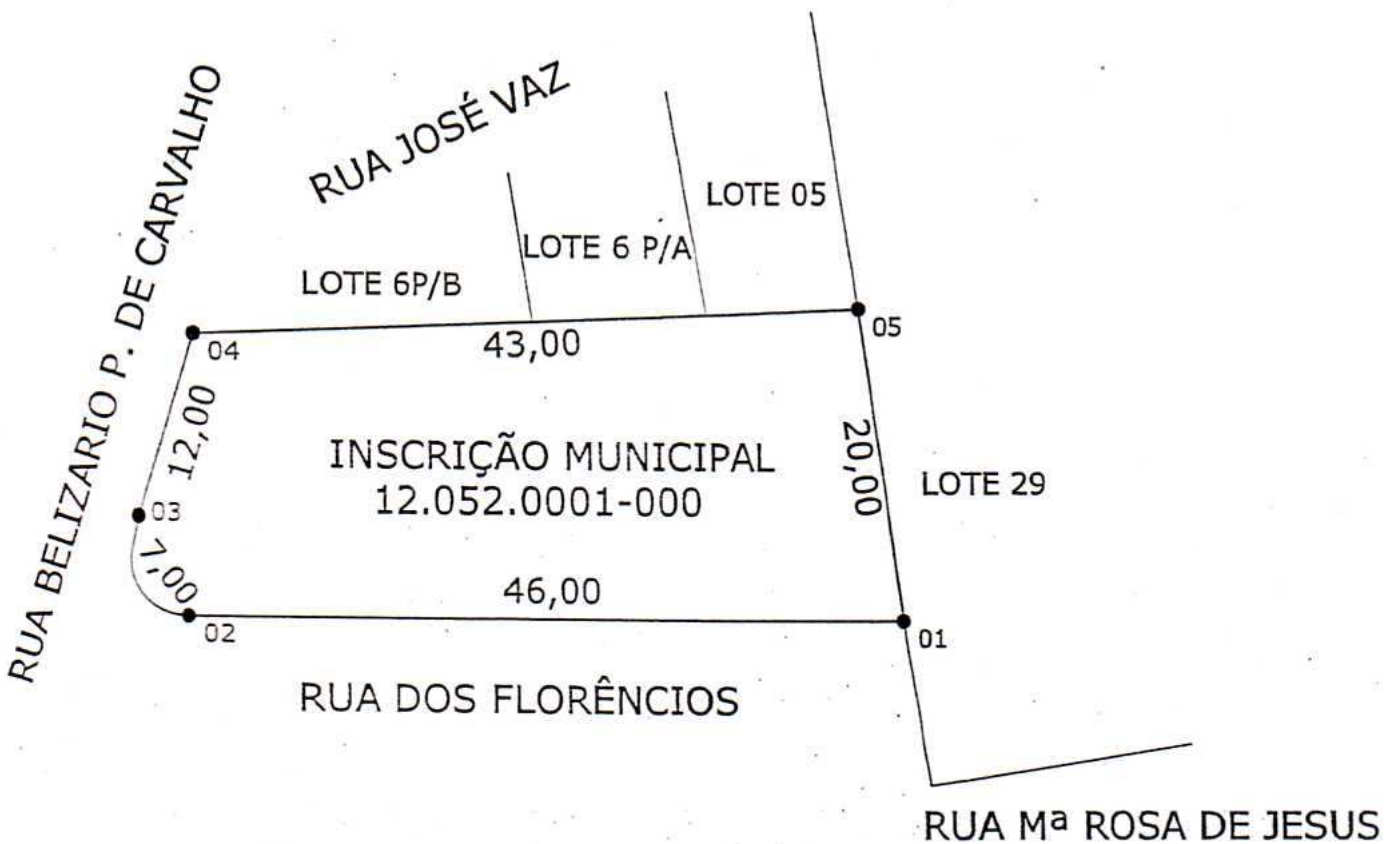 RUA BELIZARIO P. DE CARVALHO
RUA JOSÉ VAZ
LOTE 05
LOTE 6 P/A
LOTE 6P/B
04
43,00
05
12,00
INSCRIÇÃO MUNICIPAL
12.052.0001-000
20,00
LOTE 29
03
7,00
46,00
02
01
RUA DOS FLORÊNCIOS
RUA Mª ROSA DE JESUS